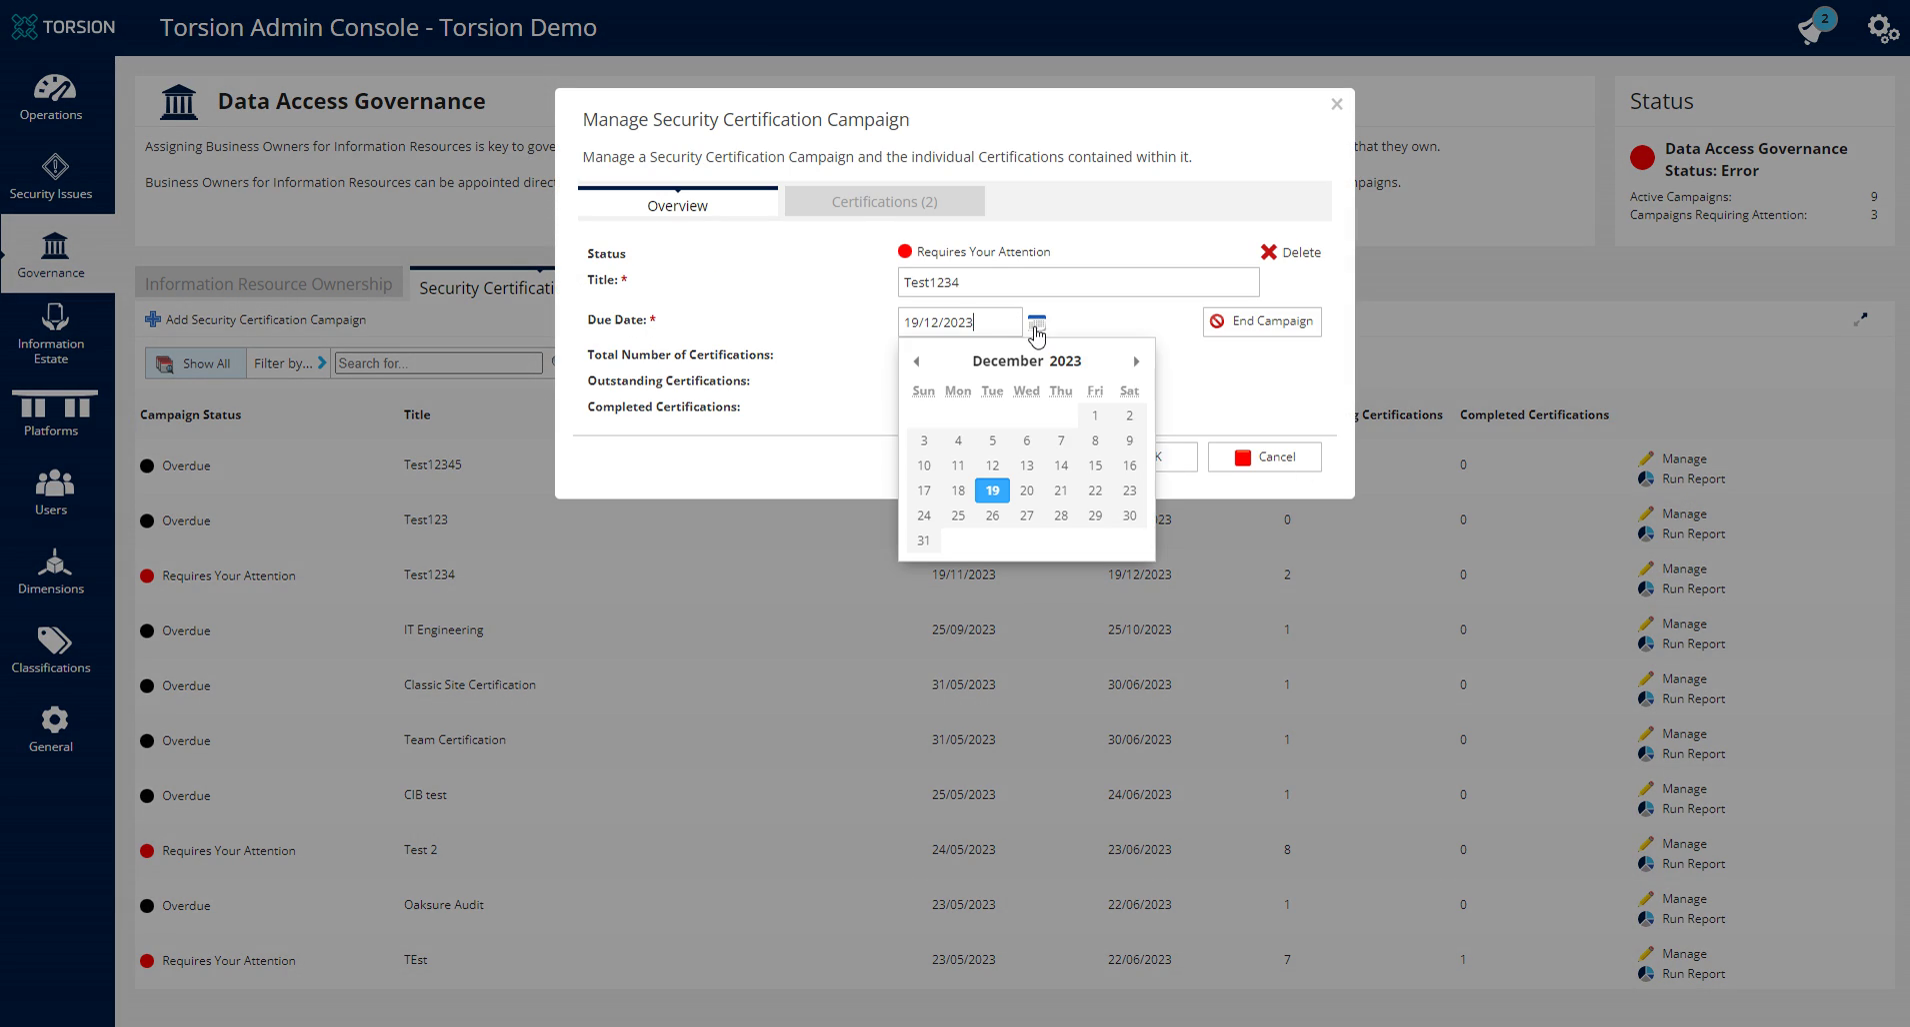 TORSION
Torsion Admin Console - Torsion Demo
2
Operations
Security Issues
Governance
Information
Estate
Platforms
Users
Dimensions
Classifications
General
Data Access Governance
Assigning Business Owners for Information Resources is key to gove
that they own.
Business Owners for Information Resources can be appointed direc
paigns.
Status
Data Access Governance
Status: Error
Active Campaigns: 9
Campaigns Requiring Attention: 3
Information Resource Ownership
Security Certificati
Add Security Certification Campaign
Show All Filter by... Search for...
Manage Security Certification Campaign
Manage a Security Certification Campaign and the individual Certifications contained within it.
Overview Certifications (2)
Status Requires Your Attention Delete
Title: * Test1234
Due Date: * 19/12/2023 End Campaign
Total Number of Certifications:
Outstanding Certifications:
Completed Certifications:
K Cancel
December 2023
Sun Mon Tue Wed Thu Fri Sat
1 2
3 4 5 6 7 8 9
10 11 12 13 14 15 16
17 18 19 20 21 22 23
24 25 26 27 28 29 30
31
Campaign Status Title g Certifications Completed Certifications
Overdue Test12345 0 Manage
Run Report
Overdue Test123 23 0 0 Manage
Run Report
Requires Your Attention Test1234 19/11/2023 19/12/2023 2 0 Manage
Run Report
Overdue IT Engineering 25/09/2023 25/10/2023 1 0 Manage
Run Report
Overdue Classic Site Certification 31/05/2023 30/06/2023 1 0 Manage
Run Report
Overdue Team Certification 31/05/2023 30/06/2023 1 0 Manage
Run Report
Overdue CIB test 25/05/2023 24/06/2023 1 0 Manage
Run Report
Requires Your Attention Test 2 24/05/2023 23/06/2023 8 0 Manage
Run Report
Overdue Oaksure Audit 23/05/2023 22/06/2023 1 0 Manage
Run Report
Requires Your Attention TEst 23/05/2023 22/06/2023 7 1 Manage
Run Report